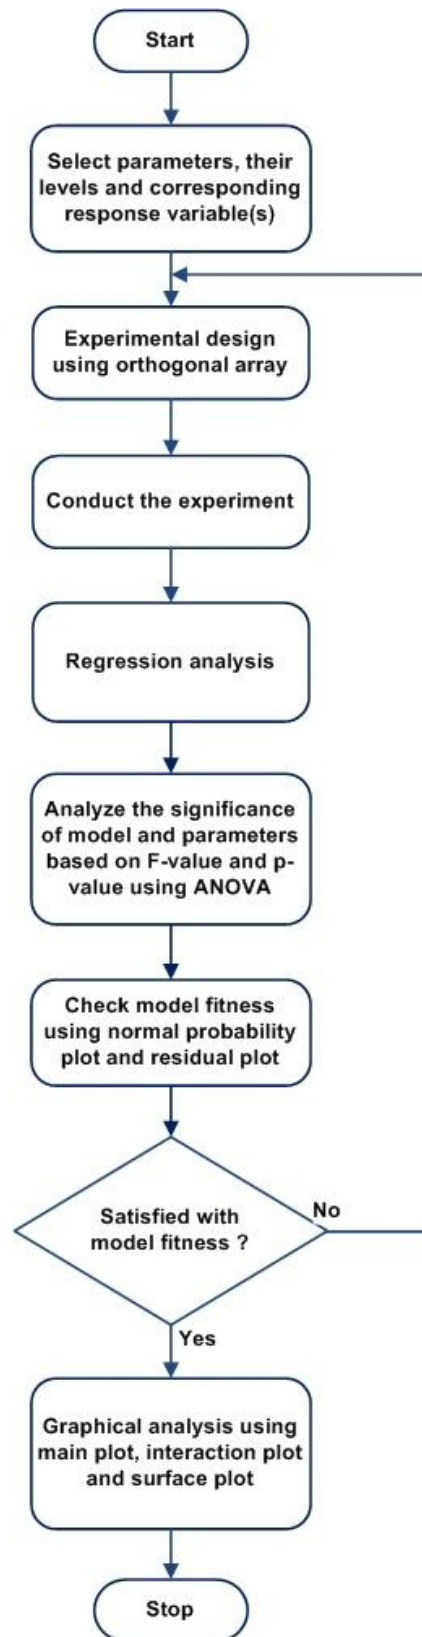 Start
Select parameters, their
levels and corresponding
response variable(s)
Experimental design
using orthogonal array
Conduct the experiment
Regression analysis
Analyze the significance
of model and parameters
based on F-value and p-
value using ANOVA
Check model fitness
using normal probability
plot and residual plot
Satisfied with
model fitness ?
No
Yes
Graphical analysis using
main plot, interaction plot
and surface plot
Stop